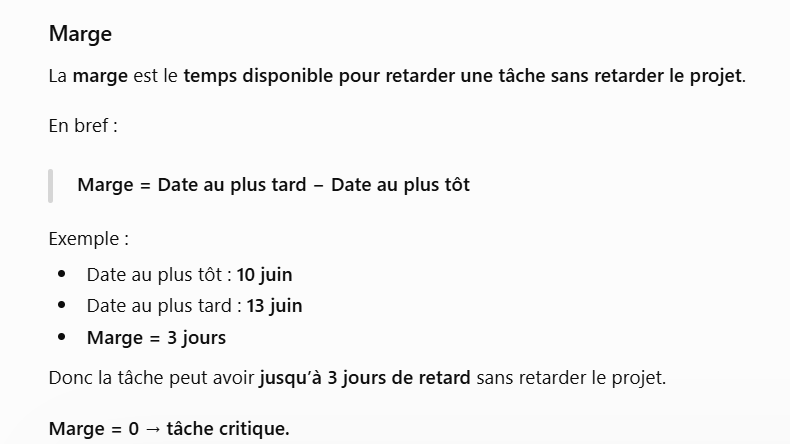 Marge
La marge est le temps disponible pour retarder une tâche sans retarder le projet.
En bref :
Marge = Date au plus tard − Date au plus tôt
Exemple :
• Date au plus tôt : 10 juin
• Date au plus tard : 13 juin
• Marge = 3 jours
Donc la tâche peut avoir jusqu’à 3 jours de retard sans retarder le projet.
Marge = 0 → tâche critique.